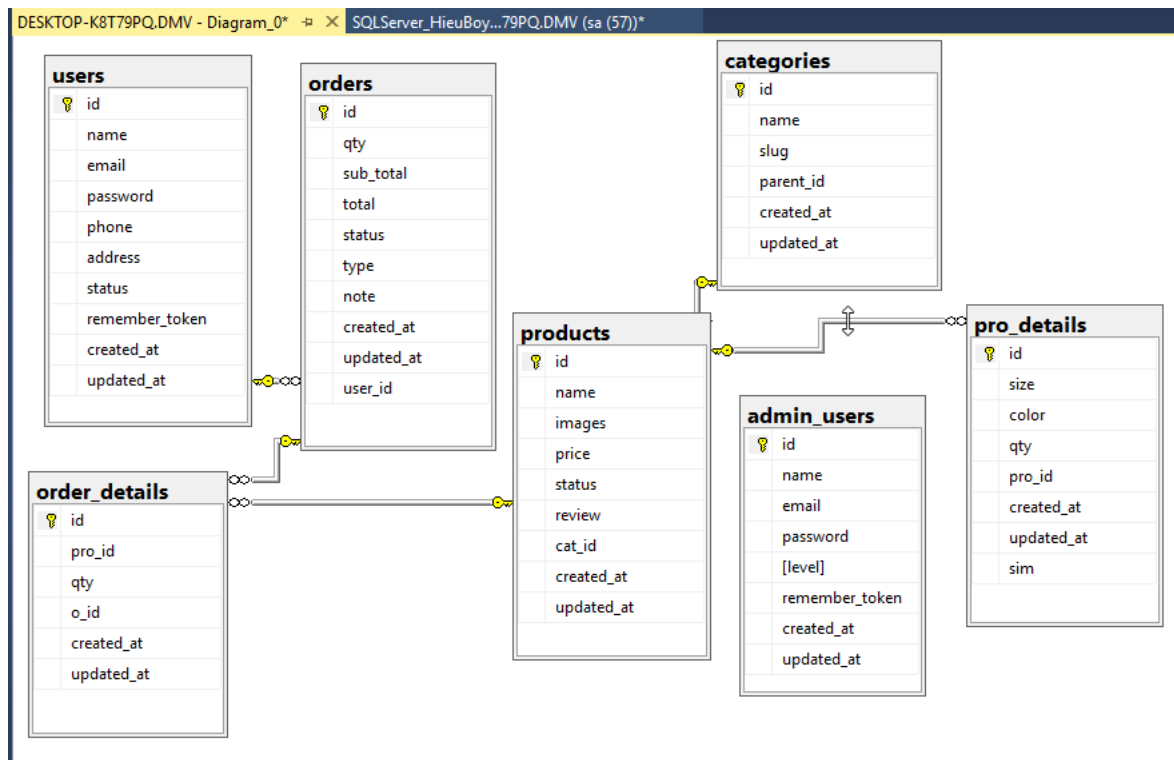 DESKTOP-K8T79PQ.DMV - Diagram_0*
SQLServer_HieuBoy...79PQ.DMV (sa (57))*
users
id
name
email
password
phone
address
status
remember_token
created_at
updated_at
orders
id
qty
sub_total
total
status
type
note
created_at
updated_at
user_id
categories
id
name
slug
parent_id
created_at
updated_at
products
id
name
images
price
status
review
cat_id
created_at
updated_at
pro_details
id
size
color
qty
pro_id
created_at
updated_at
sim
admin_users
id
name
email
password
[level]
remember_token
created_at
updated_at
order_details
id
pro_id
qty
o_id
created_at
updated_at